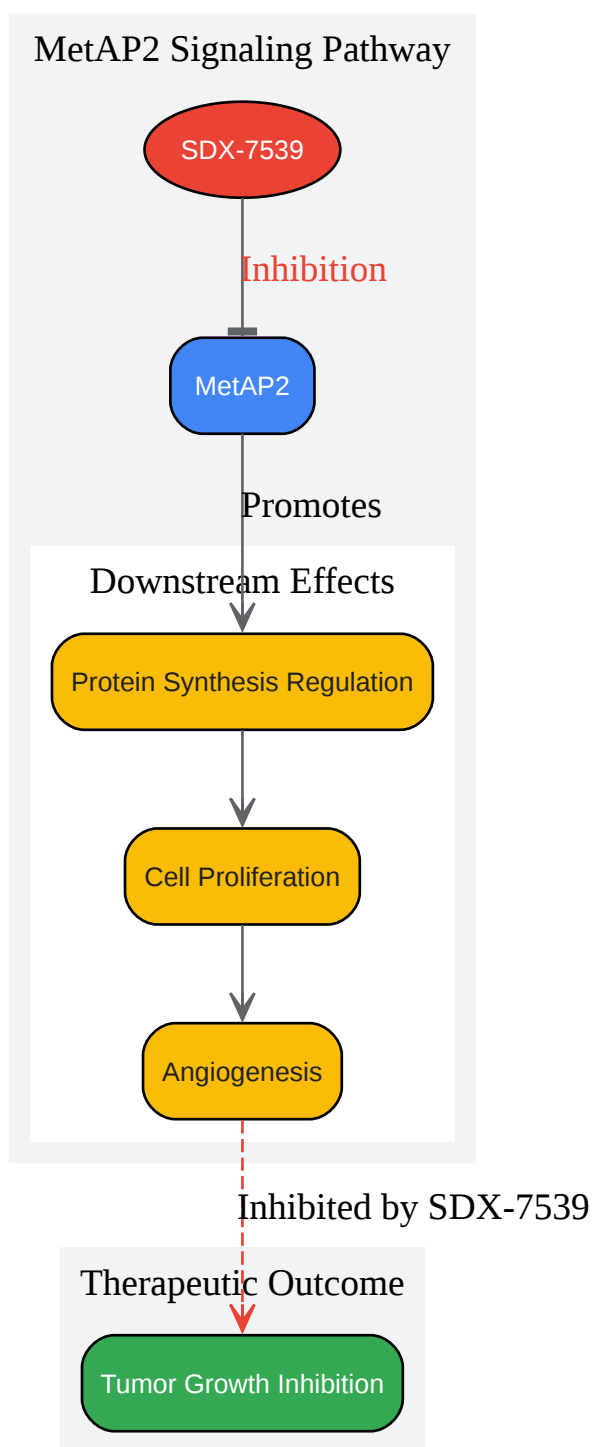 MetAP2 Signaling Pathway
SDX-7539
Inhibition
MetAP2
Promotes
Downstream Effects
Protein Synthesis Regulation
Cell Proliferation
Angiogenesis
Inhibited by SDX-7539
Therapeutic Outcome
Tumor Growth Inhibition